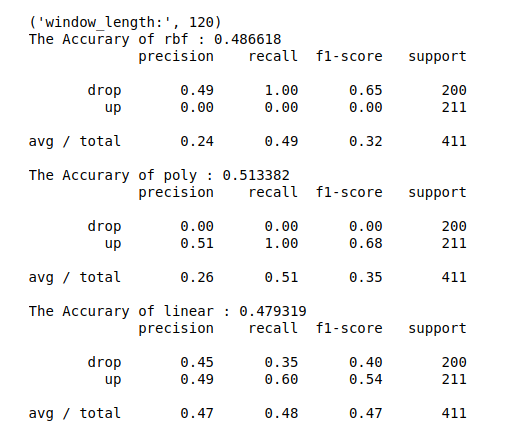 ('window_length:', 120)
The Accurary of rbf : 0.486618
precision recall f1-score support
drop 0.49 1.00 0.65 200
up 0.00 0.00 0.00 211
avg / total 0.24 0.49 0.32 411
The Accurary of poly : 0.513382
precision recall f1-score support
drop 0.00 0.00 0.00 200
up 0.51 1.00 0.68 211
avg / total 0.26 0.51 0.35 411
The Accurary of linear : 0.479319
precision recall f1-score support
drop 0.45 0.35 0.40 200
up 0.49 0.60 0.54 211
avg / total 0.47 0.48 0.47 411